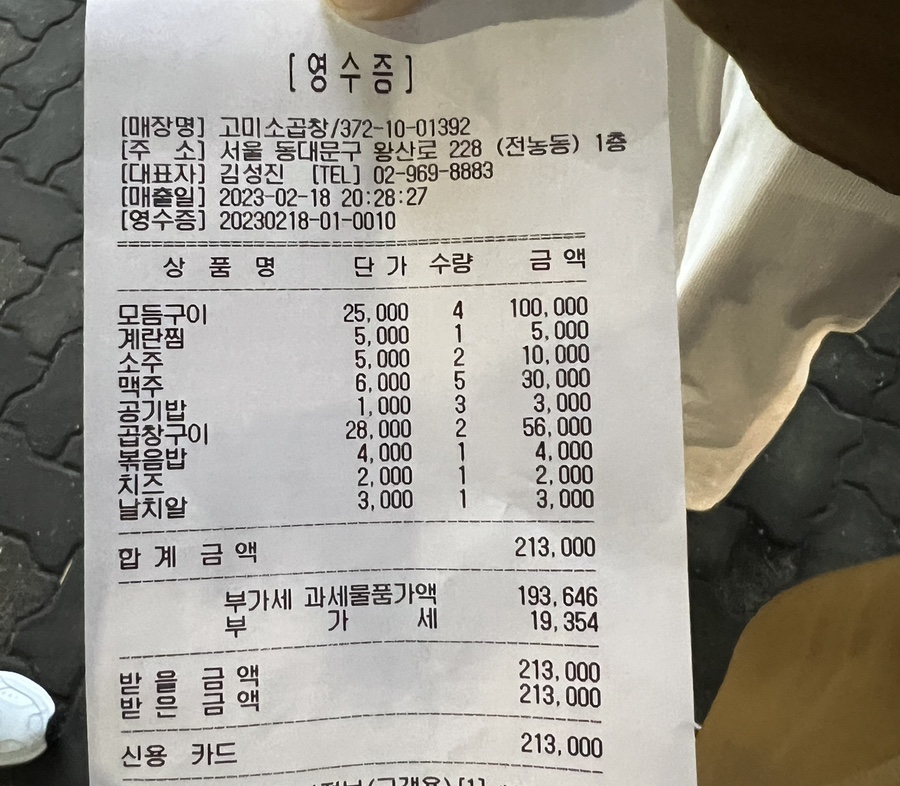 [영수증]
[매장명] 고미소곱창/372-10-01392
[주 소] 서울 동대문구 왕산로 228 (전농동) 1층
[대표자] 김성진 [TEL] 02-969-8883
[매출일] 2023-02-18 20:28:27
[영수증] 20230218-01-0010
상 품 명 단 가 수량 금 액
모듬구이 25,000 4 100,000
계란찜 5,000 1 5,000
소주 5,000 2 10,000
맥주 6,000 5 30,000
공기밥 1,000 3 3,000
곱창구이 28,000 2 56,000
볶음밥 4,000 1 4,000
치즈 2,000 1 2,000
날치알 3,000 1 3,000
합 계 금 액 213,000
부가세 과세물품가액 193,646
부 가 세 19,354
받 을 금 액 213,000
받 은 금 액 213,000
신용 카드 213,000
(고객용)[1]